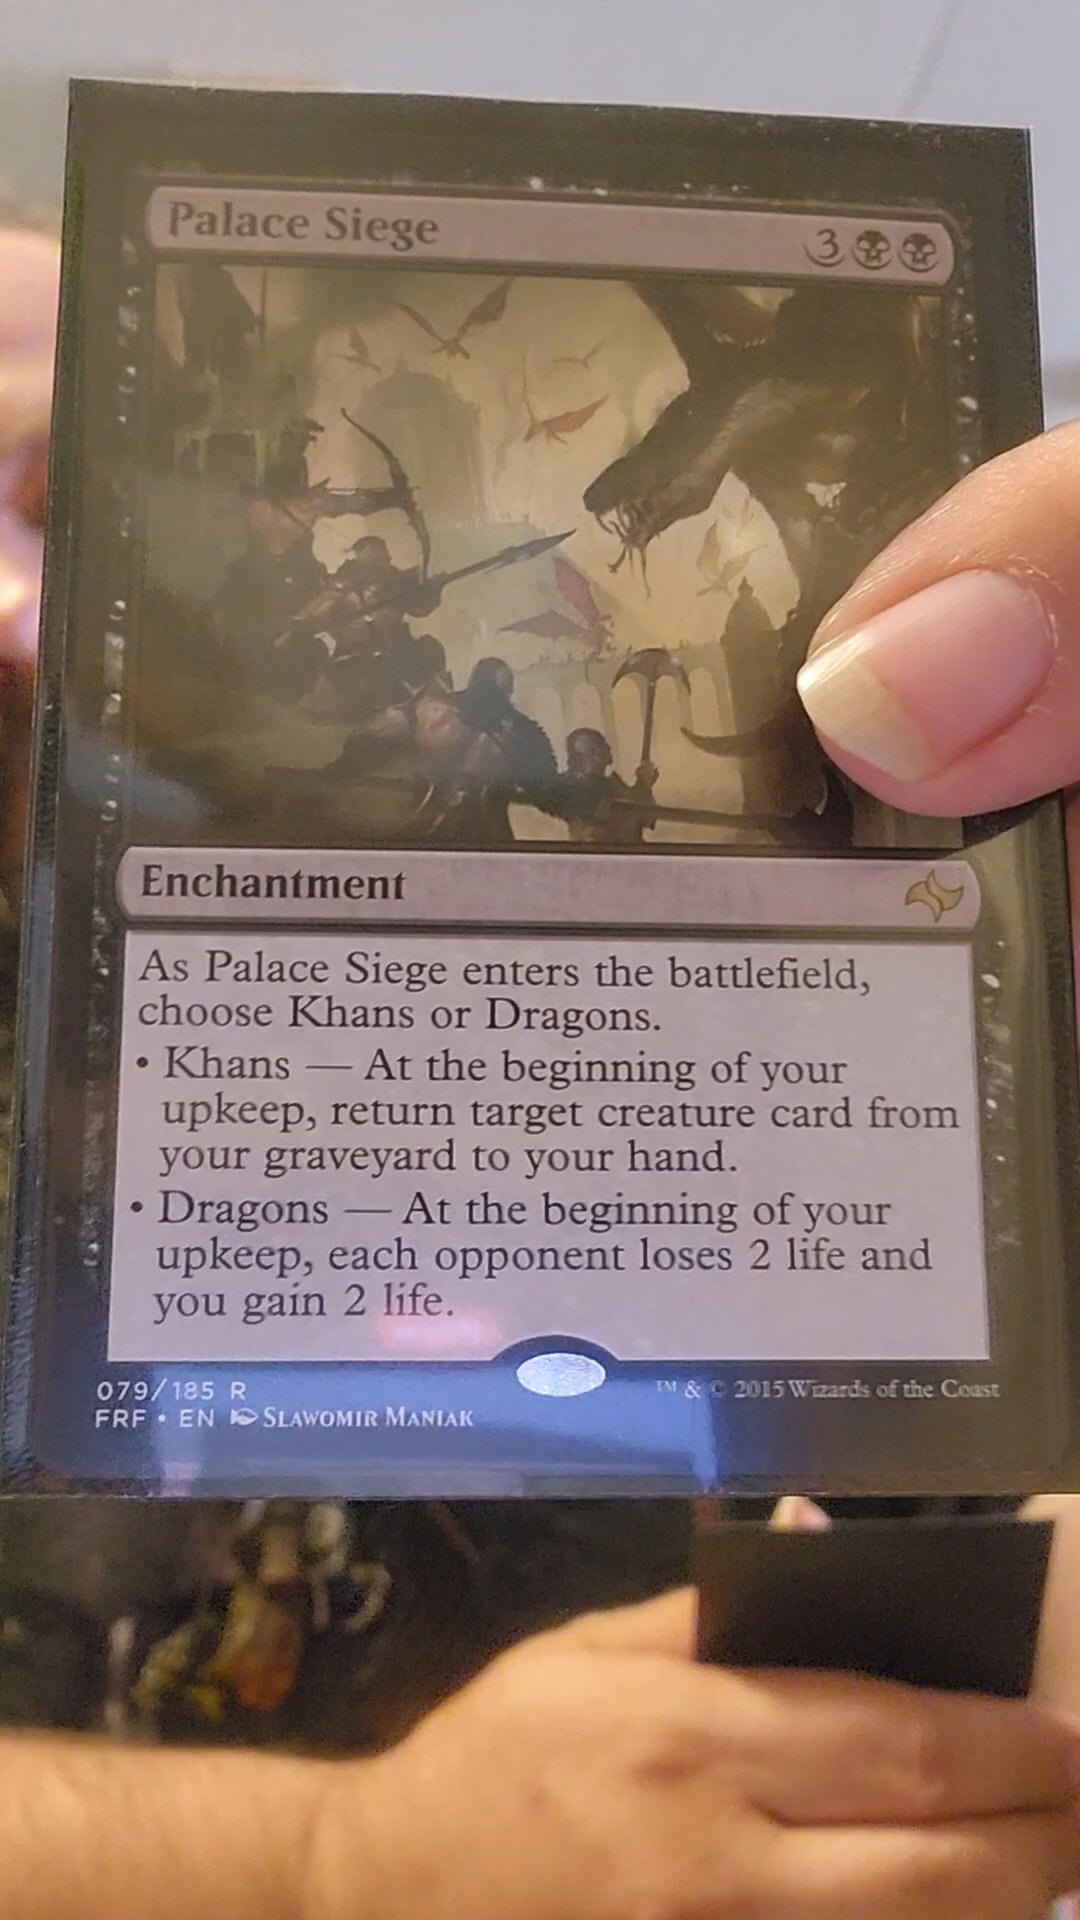 Palace Siege 3
Enchantment
As Palace Siege enters the battlefield,
choose Khans or Dragons.
• Khans — At the beginning of your
upkeep, return target creature card from
your graveyard to your hand.
• Dragons — At the beginning of your
upkeep, each opponent loses 2 life and
you gain 2 life.
079/185 R
FRF • EN SLAWOMIR MANIAK
™ & © 2015 Wizards of the Coast